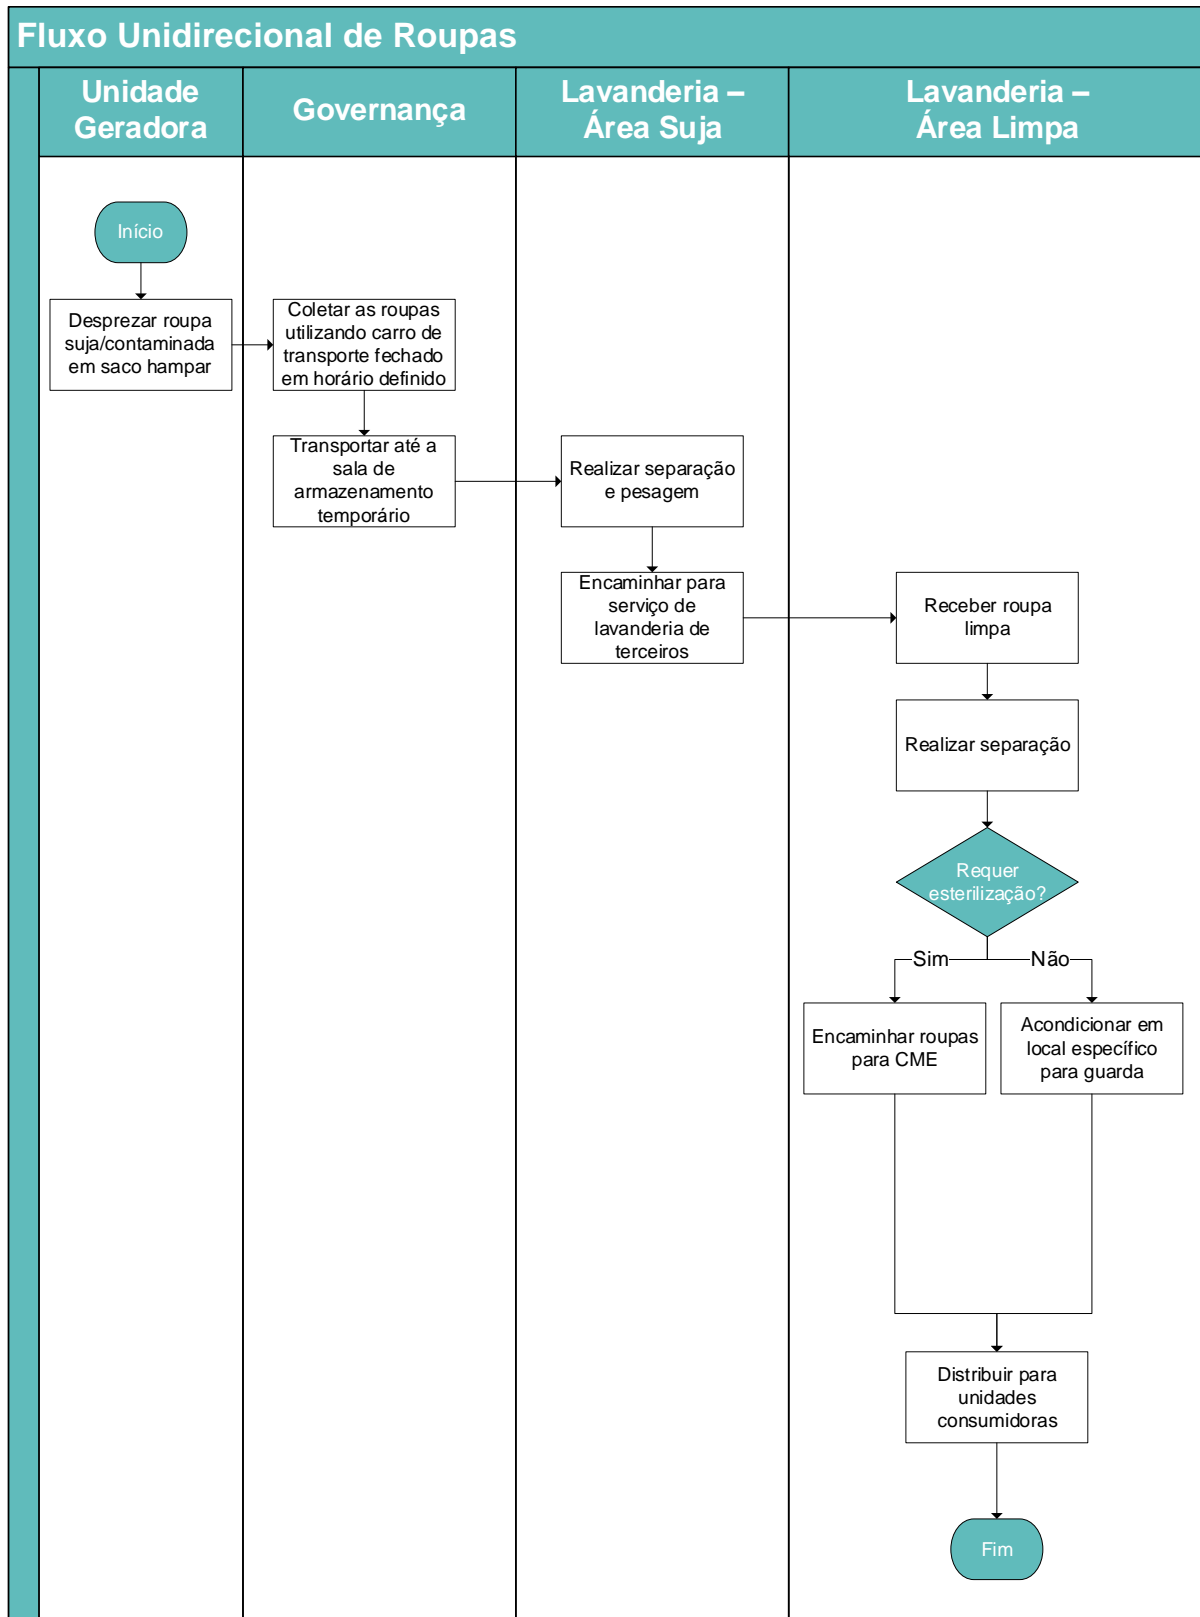 Fluxo Unidirecional de Roupas
Unidade
Geradora
Governança
Lavanderia –
Área Suja
Lavanderia –
Área Limpa
Início
Desprezar roupa
suja/contaminada
em saco hampar
Coletar as roupas
utilizando carro de
transporte fechado
em horário definido
Transportar até a
sala de
armazenamento
temporário
Realizar separação
e pesagem
Encaminhar para
serviço de
lavanderia de
terceiros
Receber roupa
limpa
Realizar separação
Requer
esterilização?
Sim
Não
Encaminhar roupas
para CME
Acondicionar em
local específico
para guarda
Distribuir para
unidades
consumidoras
Fim